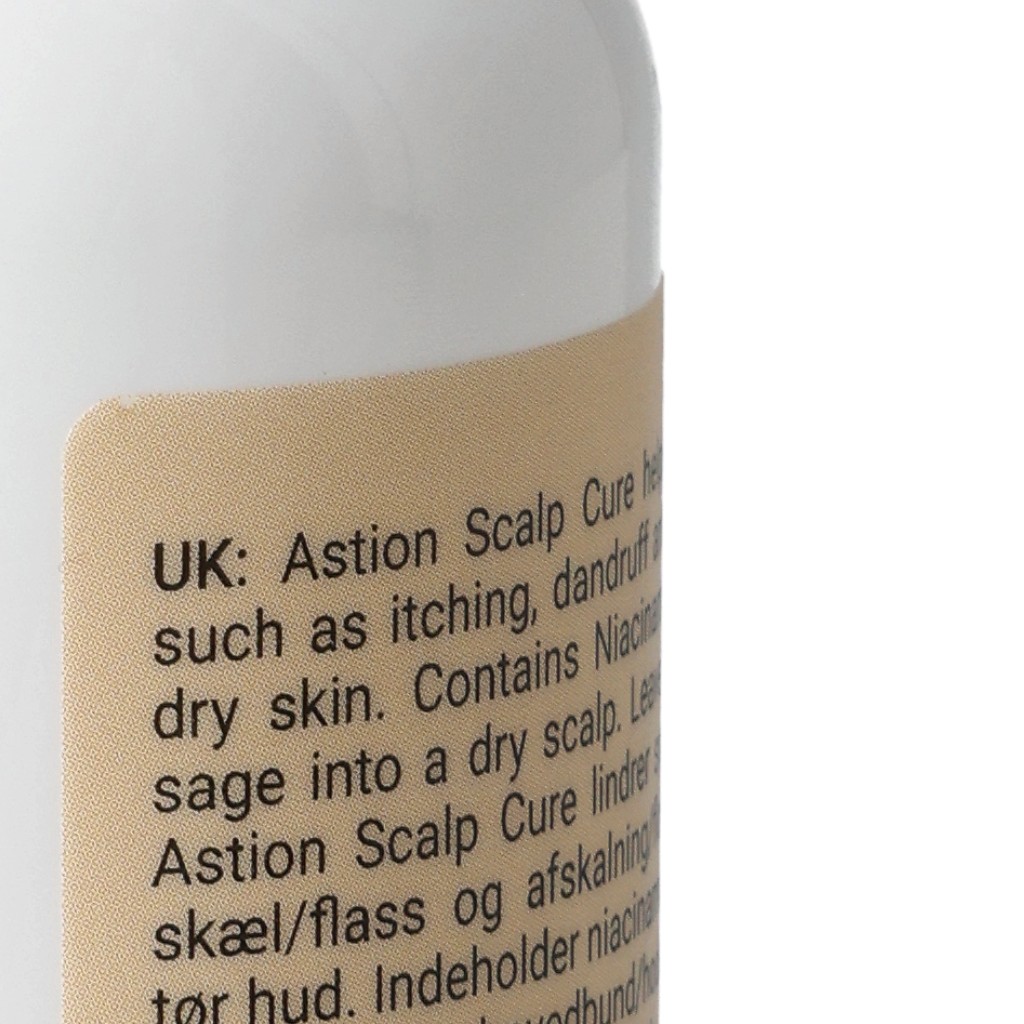 UK: Astion Scalp Cure
such as itching, dandruff
dry skin. Contains
sage into a dry scalp.
Astion Scalp Cure lindrer
skæl/flass og
tør hud. Indeholder